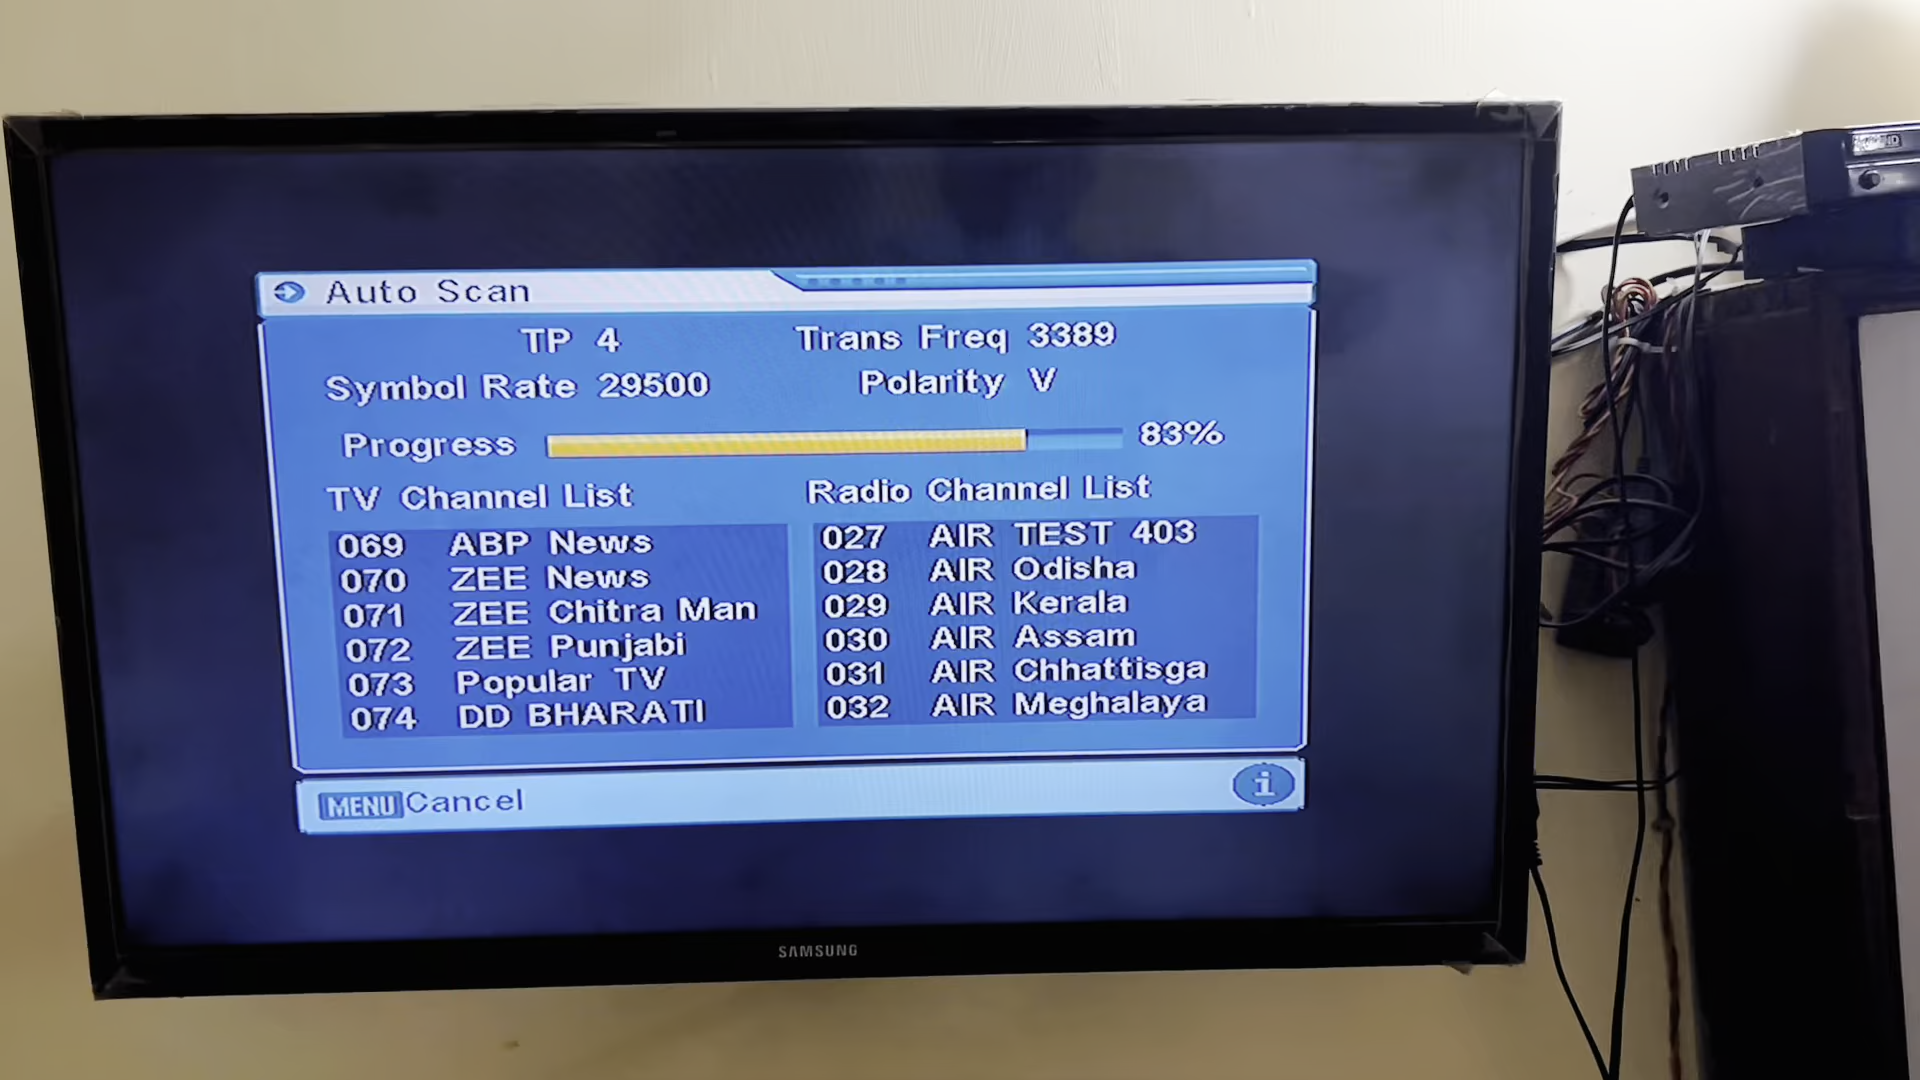 Auto Scan
TP 4 Trans Freq 3389
Symbol Rate 29500 Polarity V
Progress 83%
TV Channel List Radio Channel List
069 ABP News 027 AIR TEST 403
070 ZEE News 028 AIR Odisha
071 ZEE Chitra Man 029 AIR Kerala
072 ZEE Punjabi 030 AIR Assam
073 Popular TV 031 AIR Chhattisga
074 DD BHARATI 032 AIR Meghalaya
MENU Cancel i
SAMSUNG